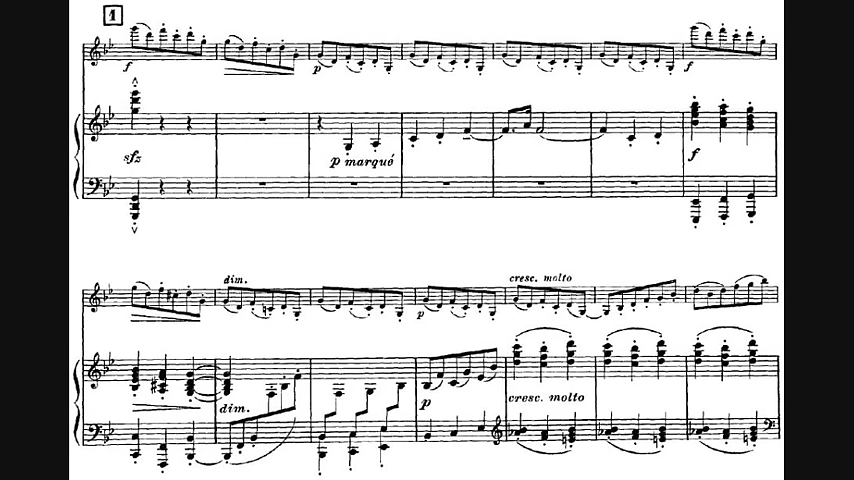 1
f p f
sfz p marqué f
dim. cresc. molto
p
dim. p cresc. molto